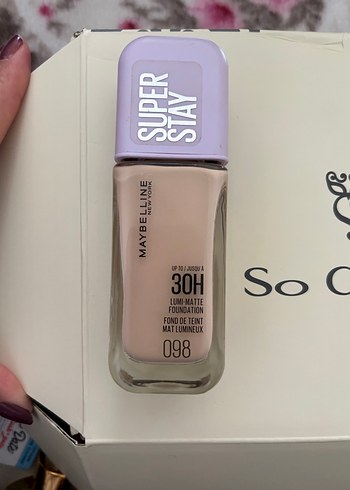 SUPER
STAY
MAYBELLINE
NEW YORK
UP TO / JUSQU'À
30H
LUMI-MATTE
FOUNDATION
FOND DE TEINT
MAT LUMINEUX
098
So